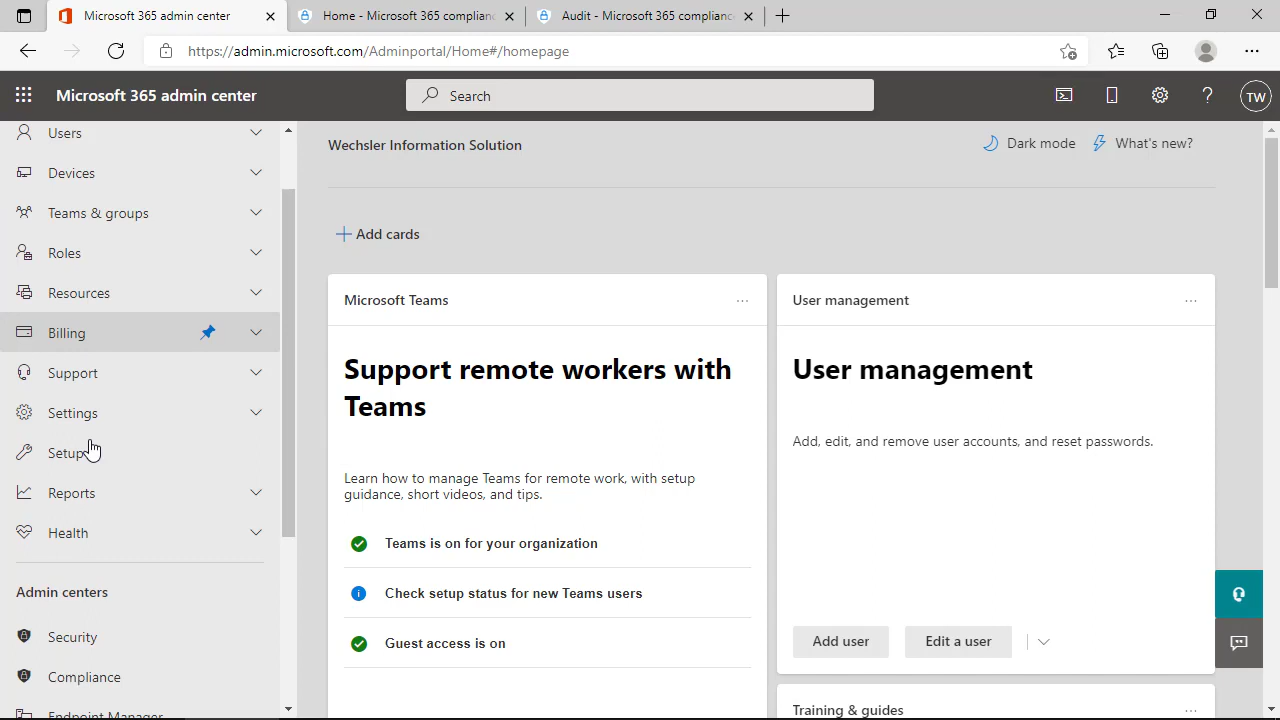 Microsoft 365 admin center
Home - Microsoft 365 complianc
Audit - Microsoft 365 compliance
https://admin.microsoft.com/Adminportal/Home#/homepage
Microsoft 365 admin center
Search
TW
Users
Devices
Teams & groups
Roles
Resources
Billing
Support
Settings
Setup
Reports
Health
Admin centers
Security
Compliance
Endpoint Manager
Wechsler Information Solution
Dark mode
What's new?
Add cards
Microsoft Teams
Support remote workers with
Teams
Learn how to manage Teams for remote work, with setup
guidance, short videos, and tips.
Teams is on for your organization
Check setup status for new Teams users
Guest access is on
User management
User management
Add, edit, and remove user accounts, and reset passwords.
Add user
Edit a user
Training & guides